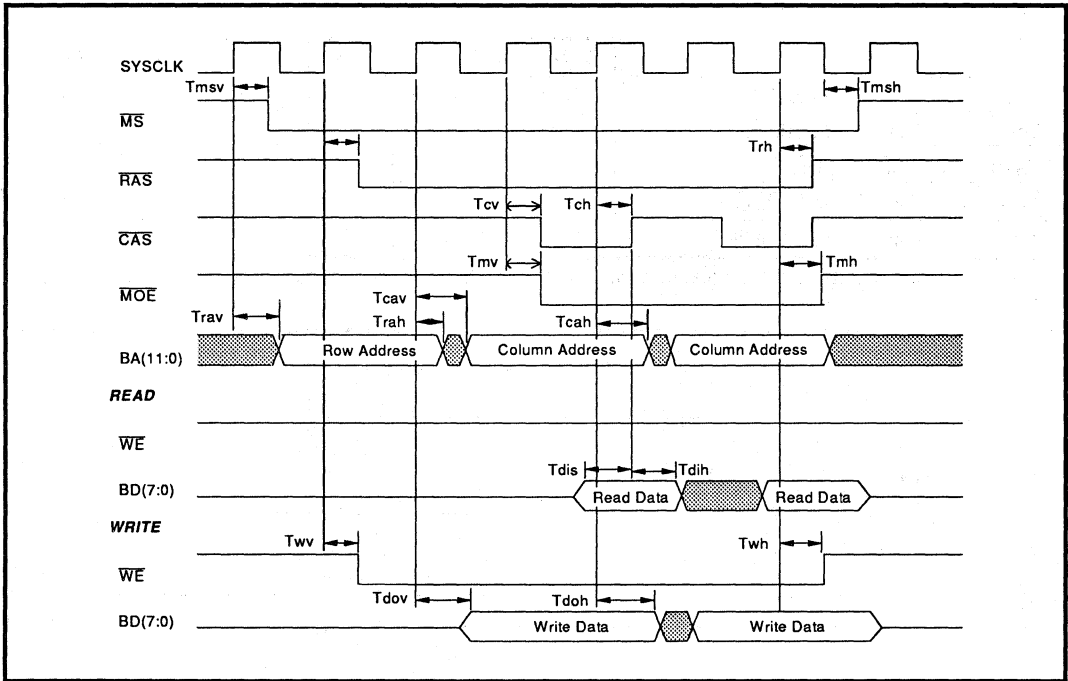 SYSCLK
Tmsv
Tmsh
MS
Trh
RAS
Tcv
Tch
CAS
Tmv
Tmh
MOE
Tcav
Trav
Trah
Tcah
BA(11:0)
Row Address
Column Address
Column Address
READ
WE
Tdis
Tdih
BD(7:0)
Read Data
Read Data
WRITE
Twv
Twh
WE
Tdov
Tdoh
BD(7:0)
Write Data
Write Data